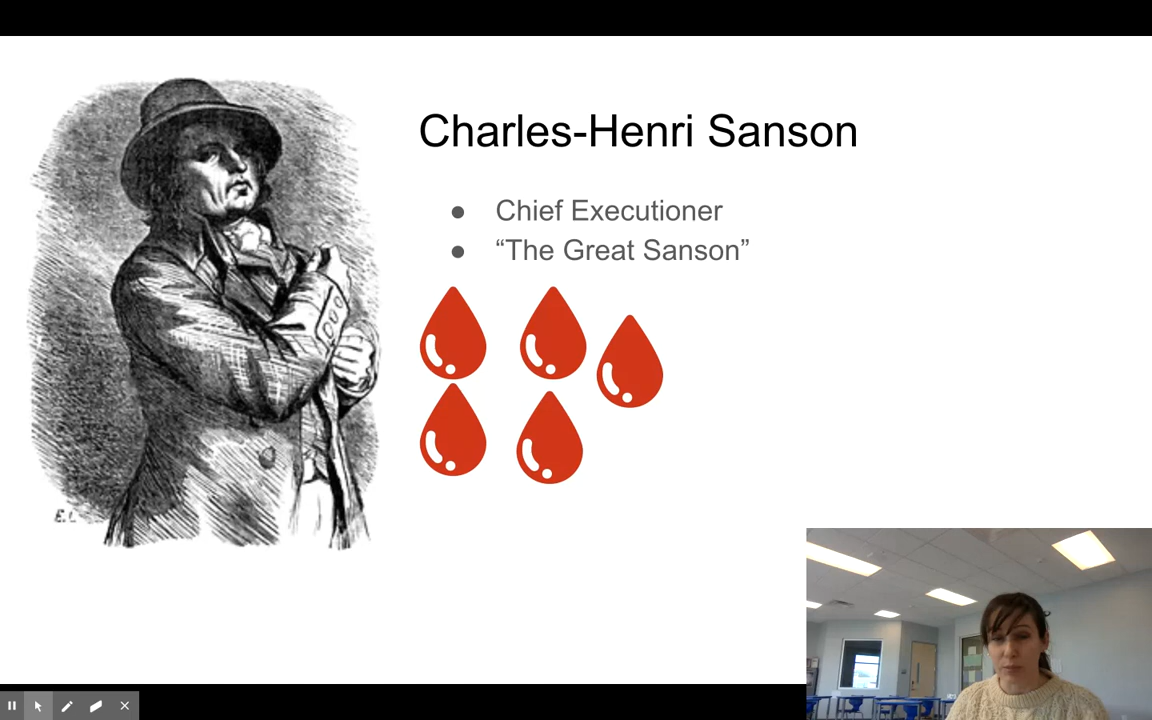 Charles-Henri Sanson
● Chief Executioner
● “The Great Sanson”
E.L